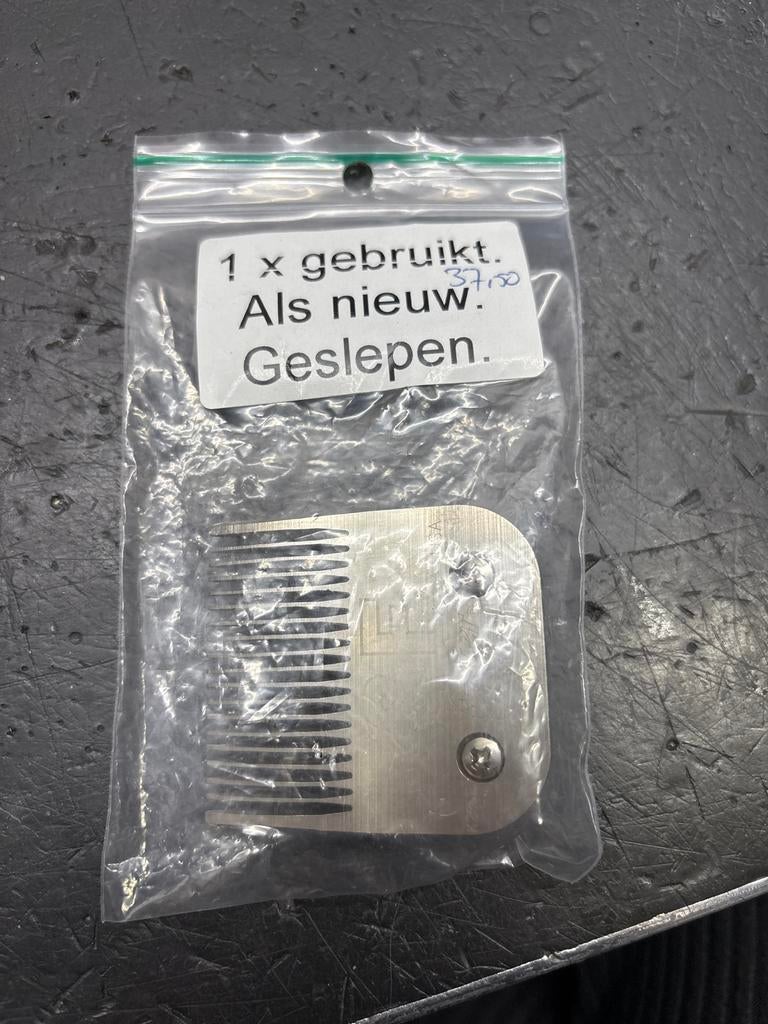 1 x gebruikt.
37,50
Als nieuw.
Geslepen.